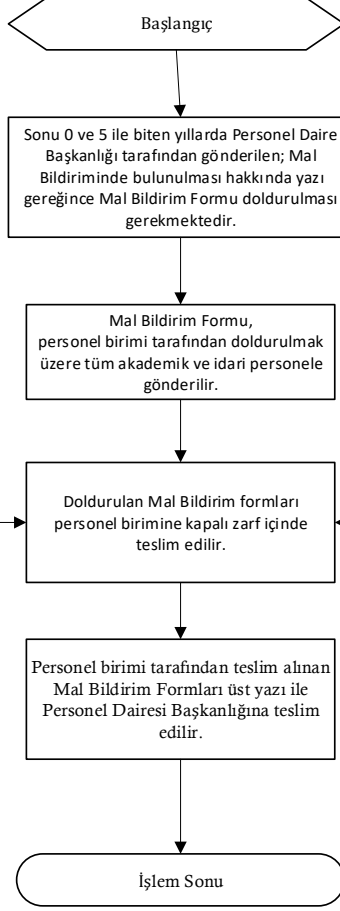 Başlangıç
Sonu 0 ve 5 ile biten yıllarda Personel Daire
Başkanlığı tarafından gönderilen; Mal
Bildiriminde bulunulması hakkında yazı
gereğince Mal Bildirim Formu doldurulması
gerekmektedir.
Mal Bildirim Formu,
personel birimi tarafından doldurulmak
üzere tüm akademik ve idari personele
gönderilir.
Doldurulan Mal Bildirim formları
personel birimine kapalı zarf içinde
teslim edilir.
Personel birimi tarafından teslim alınan
Mal Bildirim Formları üst yazı ile
Personel Dairesi Başkanlığına teslim
edilir.
İşlem Sonu